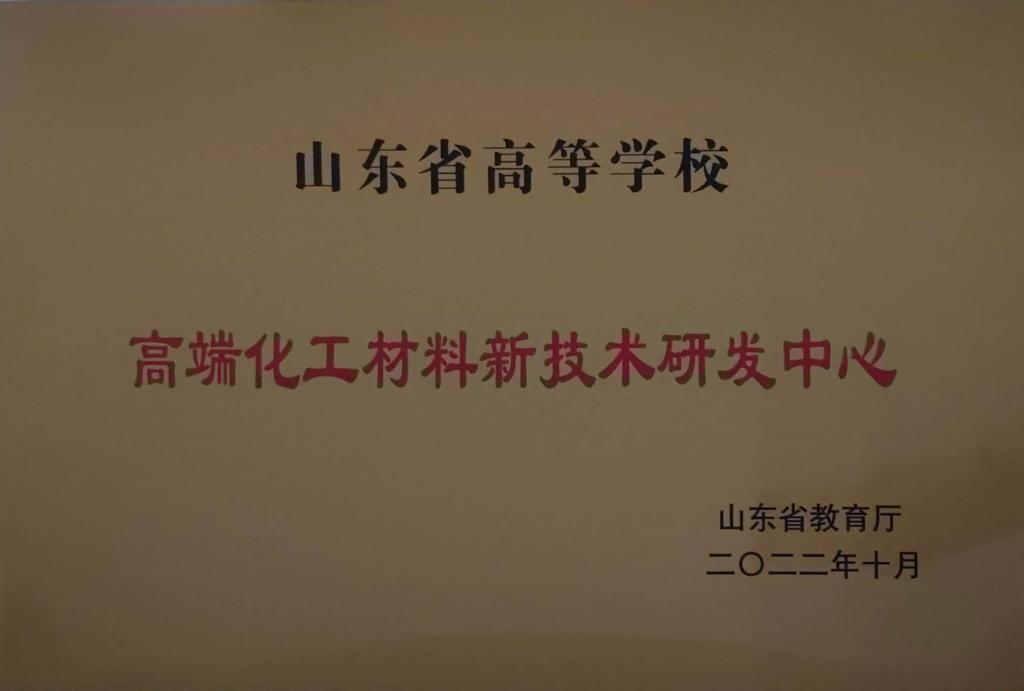 山东省高等学校
高端化工材料新技术研发中心
山东省教育厅
二〇二二年十月